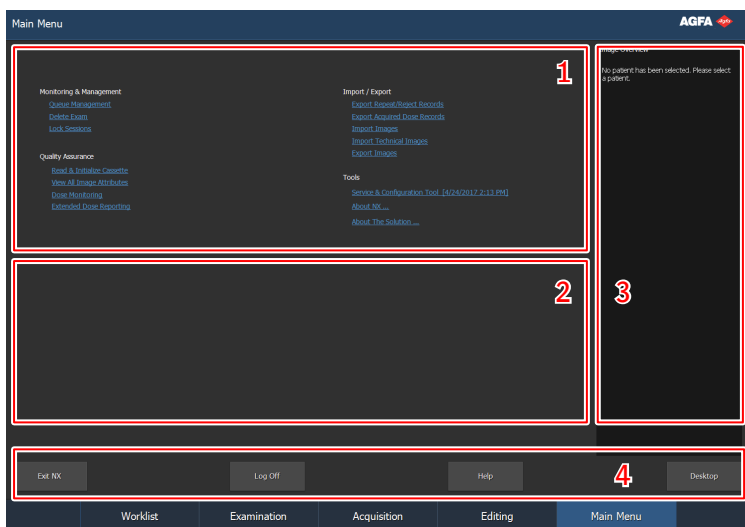 Main Menu
AGFA
1
Monitoring & Management
Queue Management
Delete Exam
Lock Sessions
Quality Assurance
Read & Initialize Cassette
View All Image Attributes
Dose Monitoring
Extended Dose Reporting
Import / Export
Export Repeat/Reject Records
Export Acquired Dose Records
Import Images
Import Technical Images
Export Images
Tools
Service & Configuration Tool [4/24/2017 2:13 PM]
About NX ...
About The Solution ...
Image Overview
No patient has been selected. Please select
a patient.
2
3
4
Exit NX
Log Off
Help
Desktop
Worklist
Examination
Acquisition
Editing
Main Menu